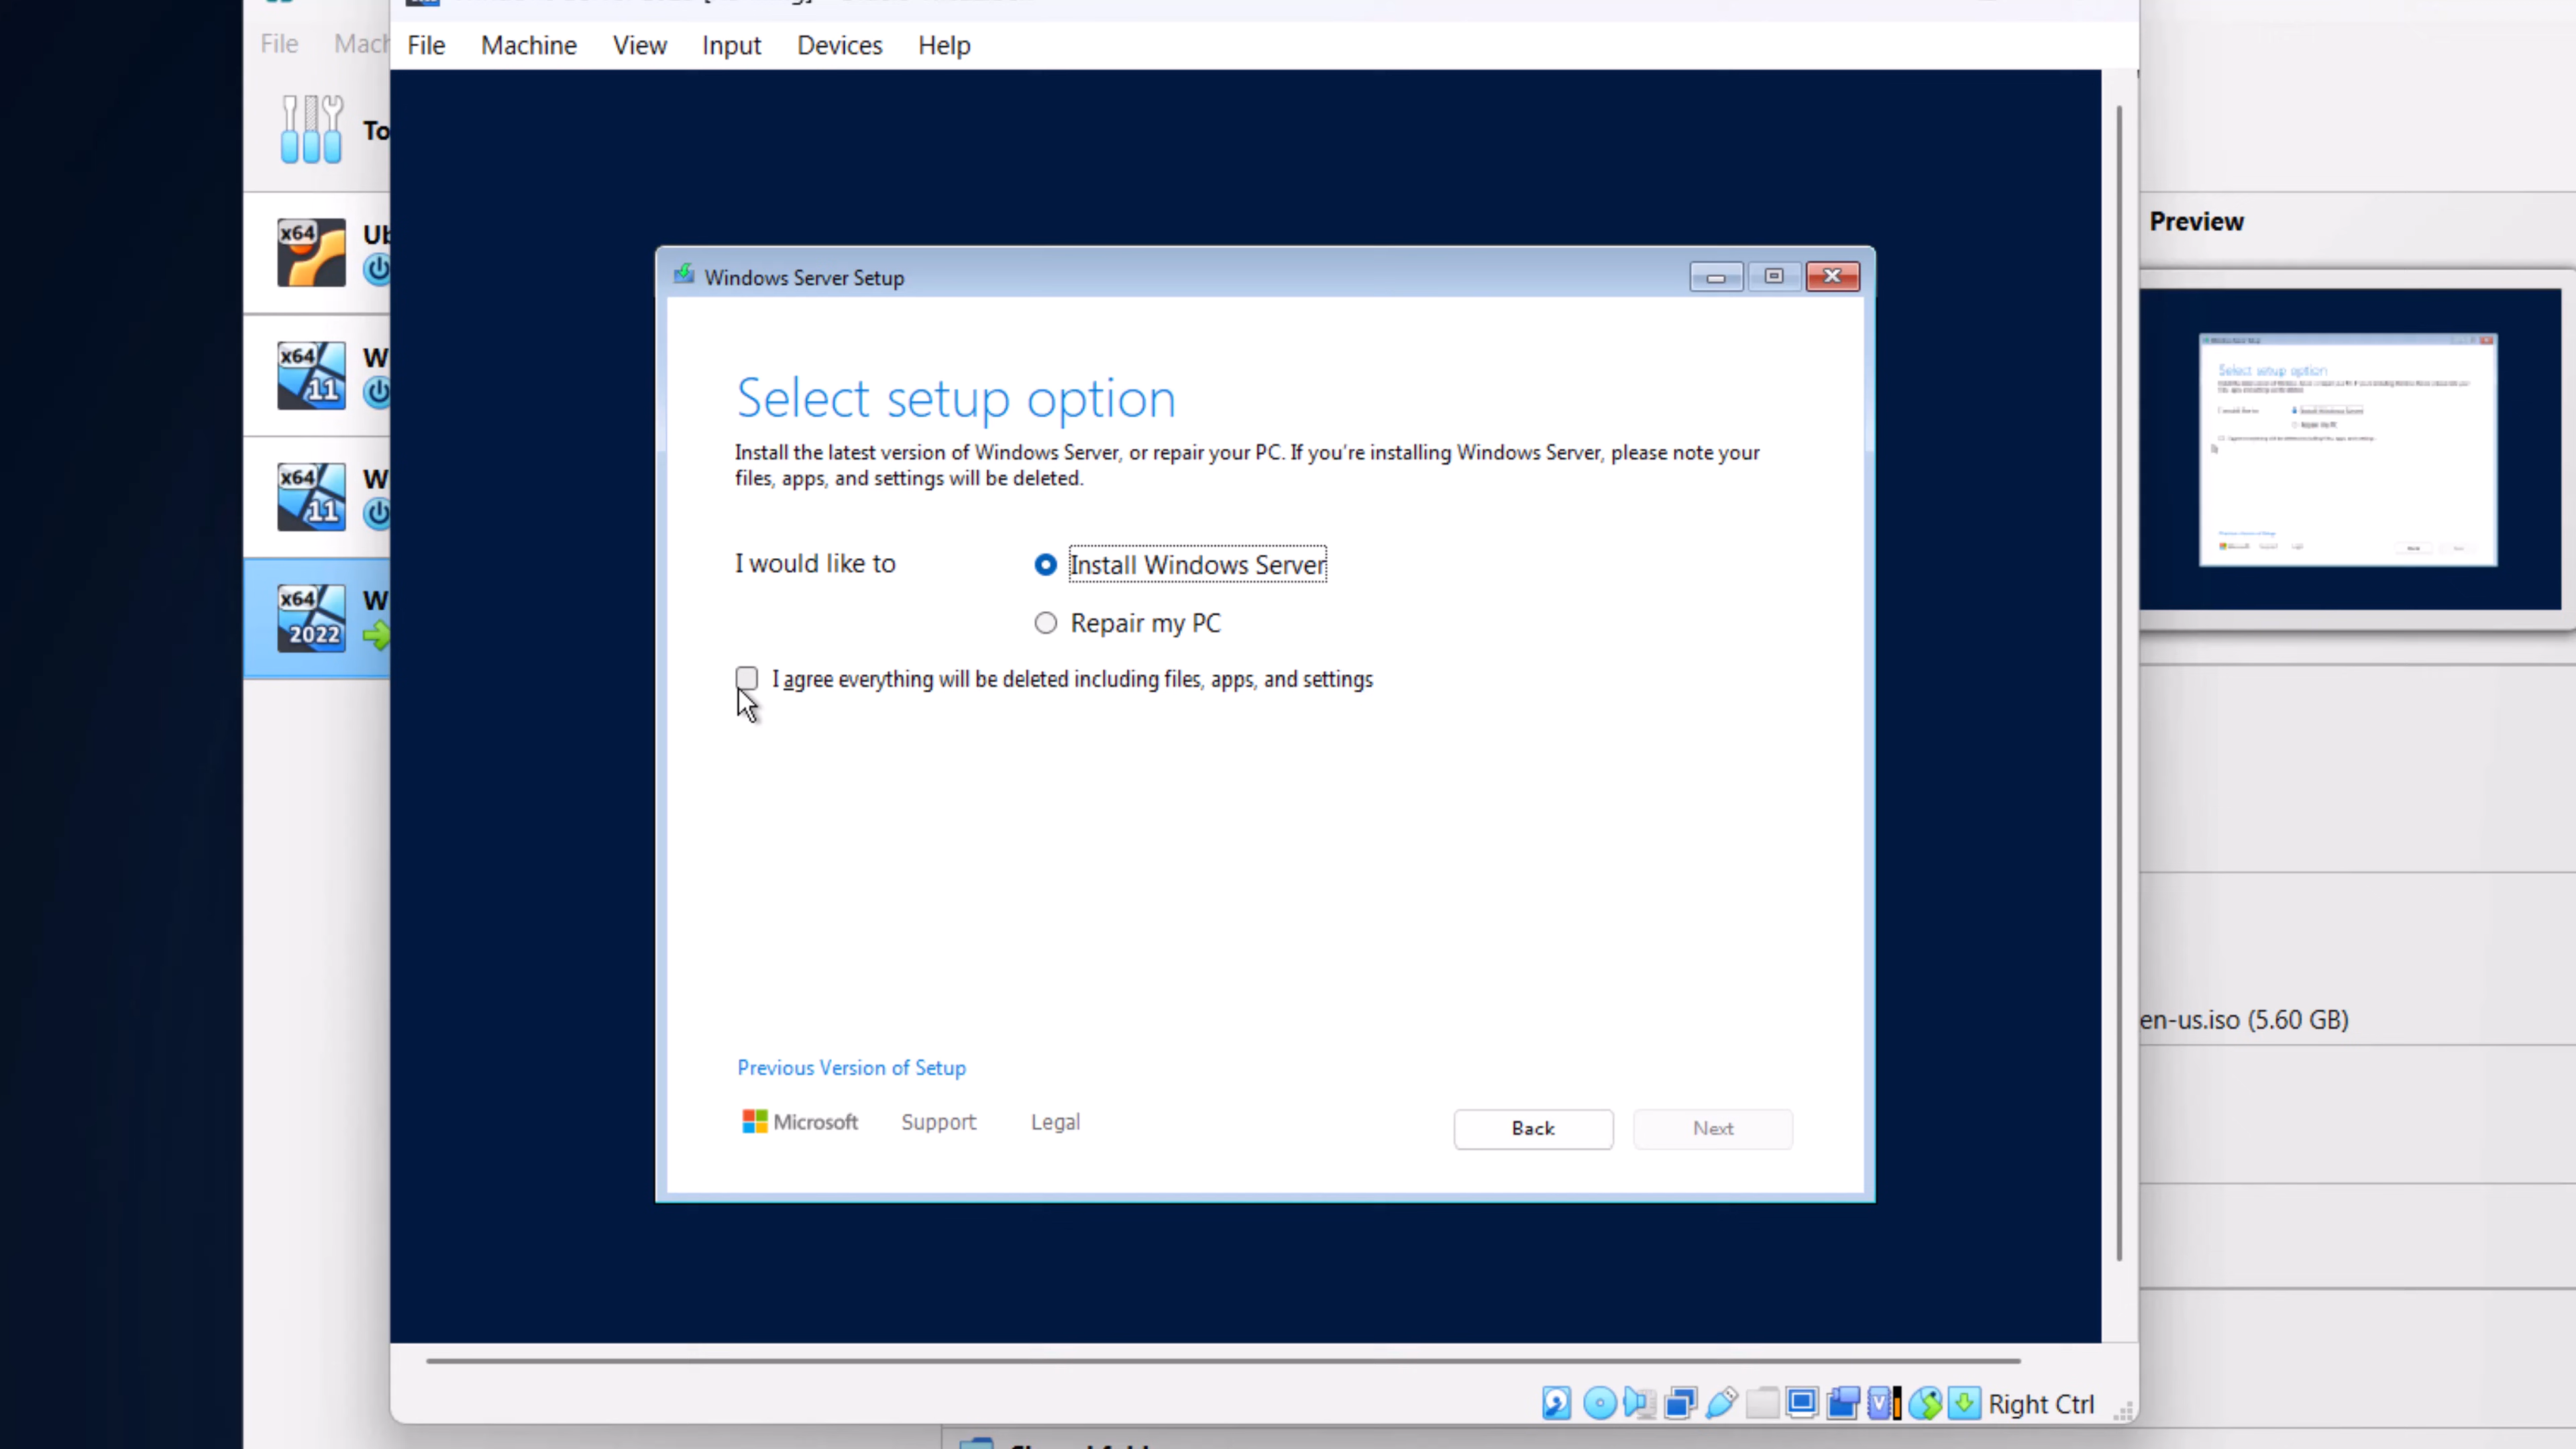 File Mach
File Machine View Input Devices Help
To
x64 Ub
x64 11 W
x64 11 W
x64 2022 W
Preview
Windows Server Setup
Select setup option
Install the latest version of Windows Server, or repair your PC. If you're installing Windows Server, please note your
files, apps, and settings will be deleted.
I would like to
Install Windows Server
Repair my PC
I agree everything will be deleted including files, apps, and settings
Previous Version of Setup
Microsoft Support Legal
Back Next
Select setup option
en-us.iso (5.60 GB)
Right Ctrl